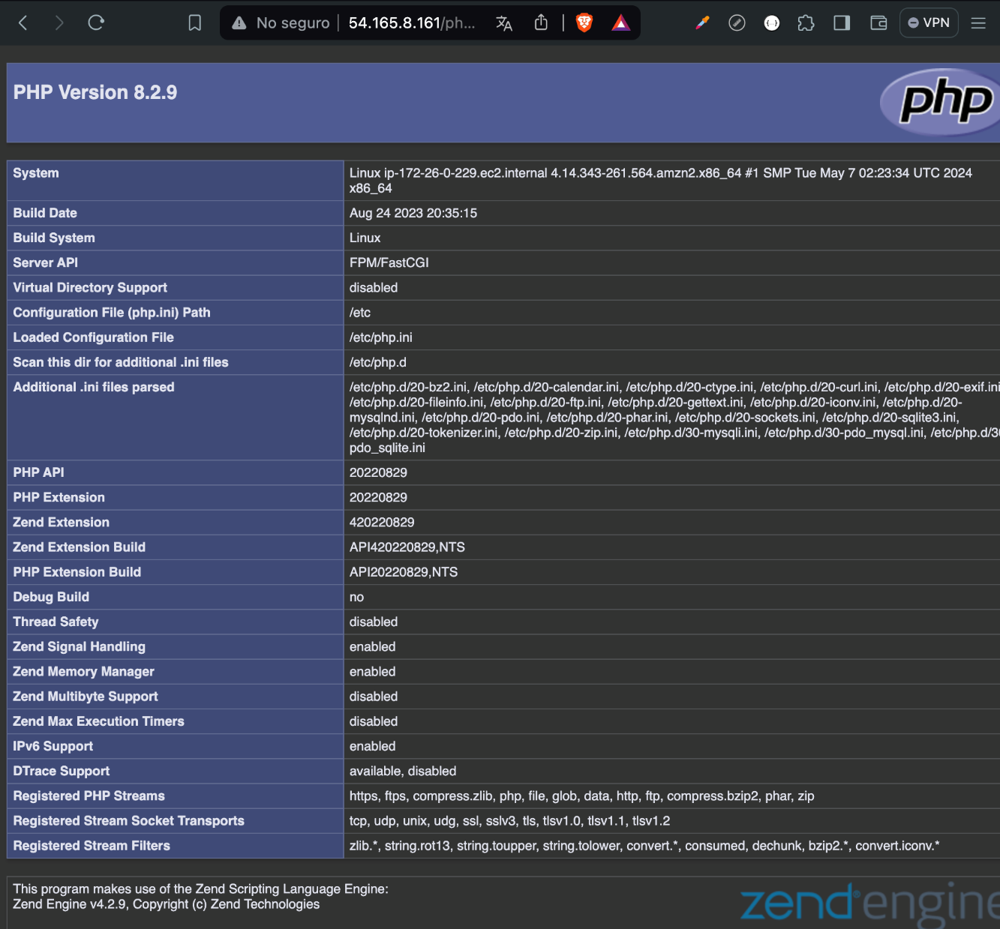 No seguro
54.165.8.161/ph...
VPN
PHP Version 8.2.9
php
System
Linux ip-172-26-0-229.ec2.internal 4.14.343-261.564.amzn2.x86_64 #1 SMP Tue May 7 02:23:34 UTC 2024
x86_64
Build Date
Aug 24 2023 20:35:15
Build System
Linux
Server API
FPM/FastCGI
Virtual Directory Support
disabled
Configuration File (php.ini) Path
/etc
Loaded Configuration File
/etc/php.ini
Scan this dir for additional .ini files
/etc/php.d
Additional .ini files parsed
/etc/php.d/20-bz2.ini, /etc/php.d/20-calendar.ini, /etc/php.d/20-ctype.ini, /etc/php.d/20-curl.ini, /etc/php.d/20-exif.ini
/etc/php.d/20-fileinfo.ini, /etc/php.d/20-ftp.ini, /etc/php.d/20-gettext.ini, /etc/php.d/20-iconv.ini, /etc/php.d/20-
mysqlnd.ini, /etc/php.d/20-pdo.ini, /etc/php.d/20-phar.ini, /etc/php.d/20-sockets.ini, /etc/php.d/20-sqlite3.ini,
/etc/php.d/20-tokenizer.ini, /etc/php.d/20-zip.ini, /etc/php.d/30-mysqli.ini, /etc/php.d/30-pdo_mysql.ini, /etc/php.d/30
pdo_sqlite.ini
PHP API
20220829
PHP Extension
20220829
Zend Extension
420220829
Zend Extension Build
API420220829,NTS
PHP Extension Build
API20220829,NTS
Debug Build
no
Thread Safety
disabled
Zend Signal Handling
enabled
Zend Memory Manager
enabled
Zend Multibyte Support
disabled
Zend Max Execution Timers
disabled
IPv6 Support
enabled
DTrace Support
available, disabled
Registered PHP Streams
https, ftps, compress.zlib, php, file, glob, data, http, ftp, compress.bzip2, phar, zip
Registered Stream Socket Transports
tcp, udp, unix, udg, ssl, sslv3, tls, tlsv1.0, tlsv1.1, tlsv1.2
Registered Stream Filters
zlib.*, string.rot13, string.toupper, string.tolower, convert.*, consumed, dechunk, bzip2.*, convert.iconv.*
This program makes use of the Zend Scripting Language Engine:
Zend Engine v4.2.9, Copyright (c) Zend Technologies
zend® engine